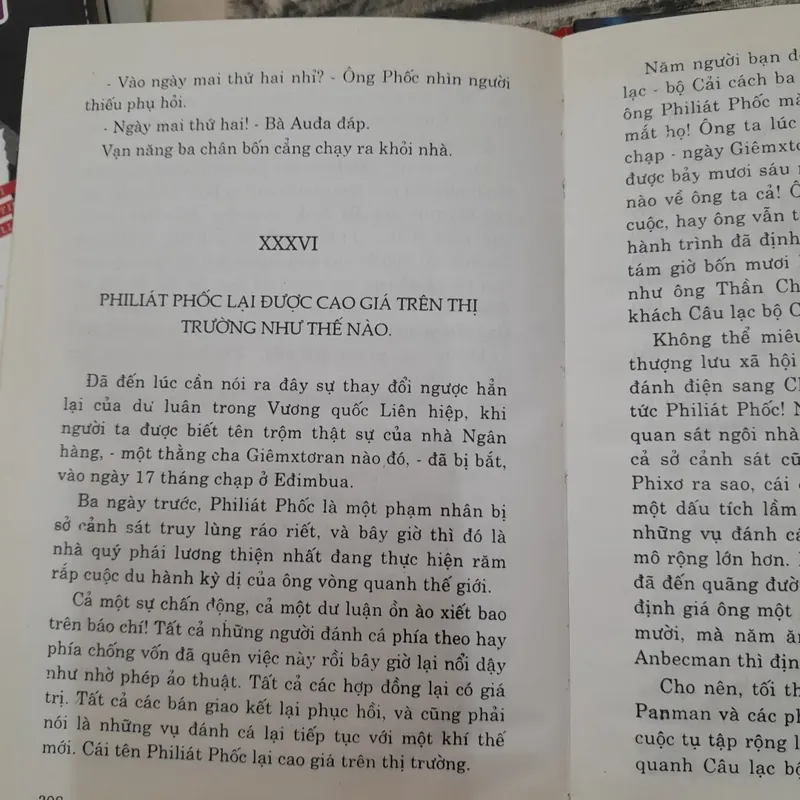 - Vào ngày mai thứ hai nhỉ? - Ông Phốc nhìn người
thiếu phụ hỏi.
- Ngày mai thứ hai! - Bà Auđa đáp.
Vạn năng ba chân bốn cẳng chạy ra khỏi nhà.
XXXVI
PHILIÁT PHỐC LẠI ĐƯỢC CAO GIÁ TRÊN THỊ
TRƯỜNG NHƯ THẾ NÀO.
Đã đến lúc cần nói ra đây sự thay đổi ngược hẳn
lại của dư luân trong Vương quốc Liên hiệp, khi
người ta được biết tên trộm thật sự của nhà Ngân
hàng, - một thằng cha Giêmxtoran nào đó, - đã bị bắt,
vào ngày 17 tháng chạp ở Eđimbua.
Ba ngày trước, Philiát Phốc là một phạm nhân bị
sở cảnh sát truy lùng ráo riết, và bây giờ thì đó là
nhà quý phái lương thiện nhất đang thực hiện răm
rắp cuộc du hành kỳ dị của ông vòng quanh thế giới.
Cả một sự chấn động, cả một dư luận ồn ào xiết bao
trên báo chí! Tất cả những người đánh cá phía theo hay
phía chống vốn đã quên việc này rồi bây giờ lại nổi dậy
như nhờ phép ảo thuật. Tất cả các hợp đồng lại có giá
trị. Tất cả các bán giao kết lại phục hồi, và cũng phải
nói là những vụ đánh cá lại tiếp tục với một khí thế
mới. Cái tên Philiát Phốc lại cao giá trên thị trường.
Năm người bạn
lạc - bộ Cải cách ba
ông Philiát Phốc
mắt họ! Ông ta lúc
chạp - ngày
được bảy mươi sáu
nào về ông ta cả!
cuộc, hay ông vẫn
hành trình đã định
tám giờ bốn mươi
như ông Thần
khách Câu lạc bộ
Không thể miêu
thượng lưu xã hội
đánh điện sang
tức Philiát Phốc!
quan sát ngôi nhà
cả sở cảnh sát
Phixơ ra sao, cái
một dấu tích lầm
những vụ đánh
mô rộng lớn hơn.
đã đến quãng
định giá ông một
mười, mà năm
Anbecman thì
Cho nên, tối
Panman và các
cuộc tụ tập rộng
quanh Câu lạc